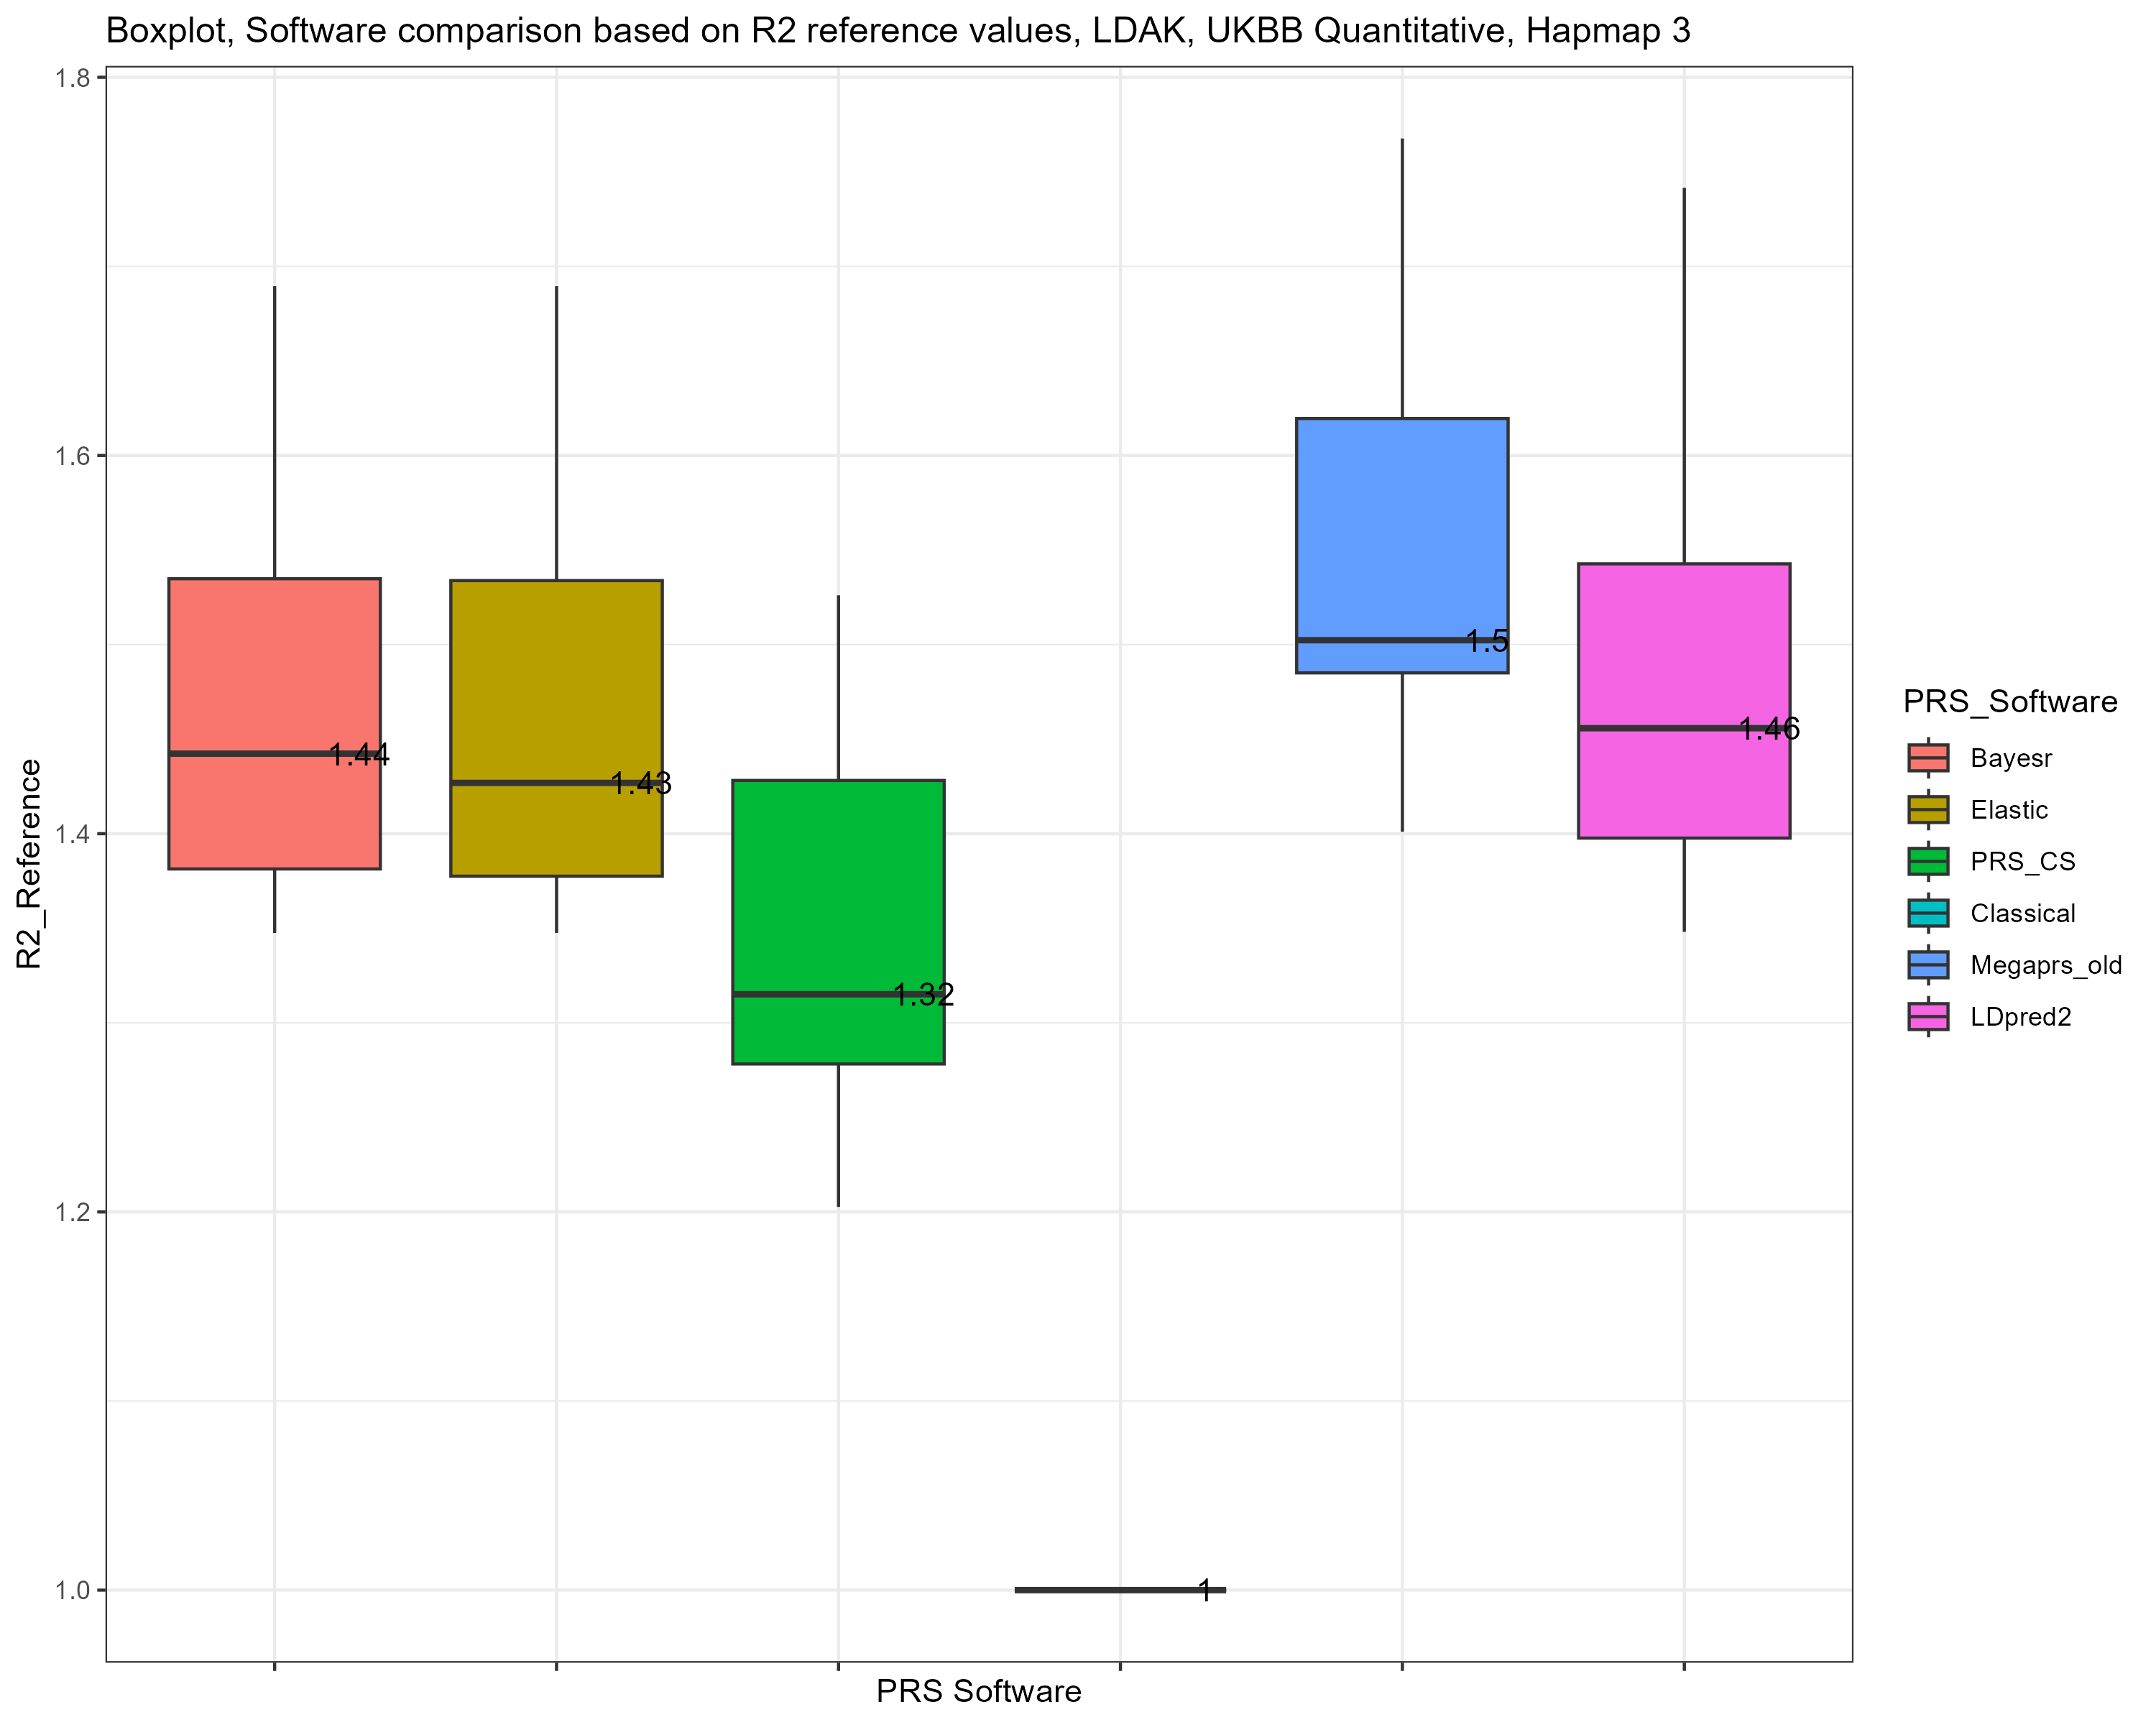 Boxplot, Software comparison based on R2 reference values, LDAK, UKBB Quantitative, Hapmap 3
R2_Reference
1.8
1.6
1.4
1.2
1.0
1.44
1.43
1.32
1
1.5
1.46
PRS Software
PRS_Software
Bayesr
Elastic
PRS_CS
Classical
Megaprs_old
LDpred2